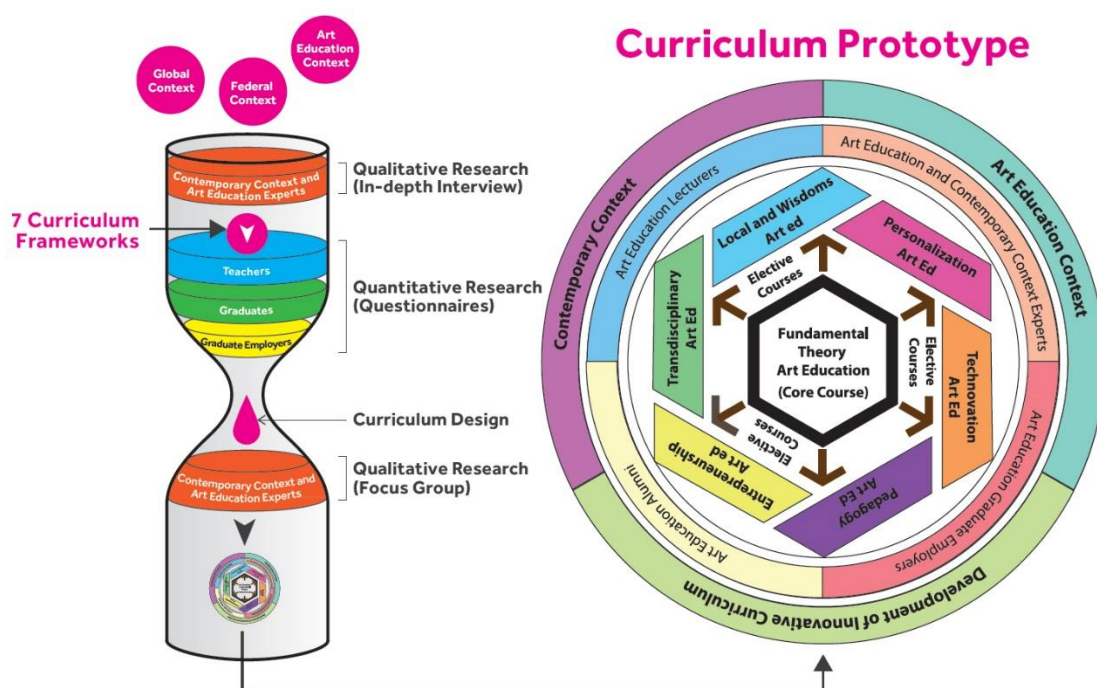 Global
Context
Federal
Context
Art
Education
Context
Contemporary Context and
Art Education Experts
Qualitative Research
(In-depth Interview)
7 Curriculum
Frameworks
Teachers
Graduates
Graduate Employers
Quantitative Research
(Questionnaires)
Curriculum Design
Contemporary Context and
Art Education Experts
Qualitative Research
(Focus Group)
Curriculum Prototype
Contemporary Context
Art Education Context
Development of Innovative Curriculum
Art Education Lecturers
Art Education and Contemporary Context Experts
Art Education Graduate Employers
Art Education Alumni
Local and Wisdoms
Art ed
Personalization
Art Ed
Technovation
Art Ed
Pedagogy
Art Ed
Entrepreneurship
Art ed
Transdisciplinary
Art Ed
Elective
Courses
Elective
Courses
Elective
Courses
Fundamental
Theory
Art Education
(Core Course)